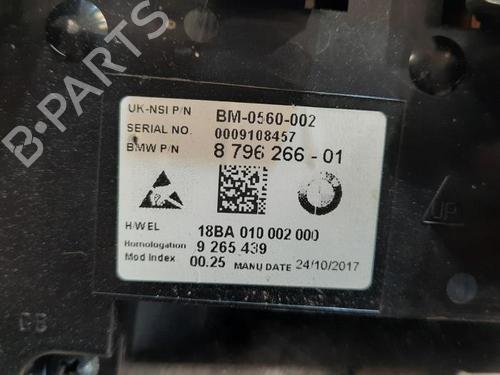 UK-NSI P/N BM-0560-002
SERIAL NO. 0009108457
BMW P/N 8 796 266 - 01
H/W EL 18BA 010 002 000
Homologation 9 265 439
Mod Index 00.25 MANU DATE 24/10/2017
B-PARTS